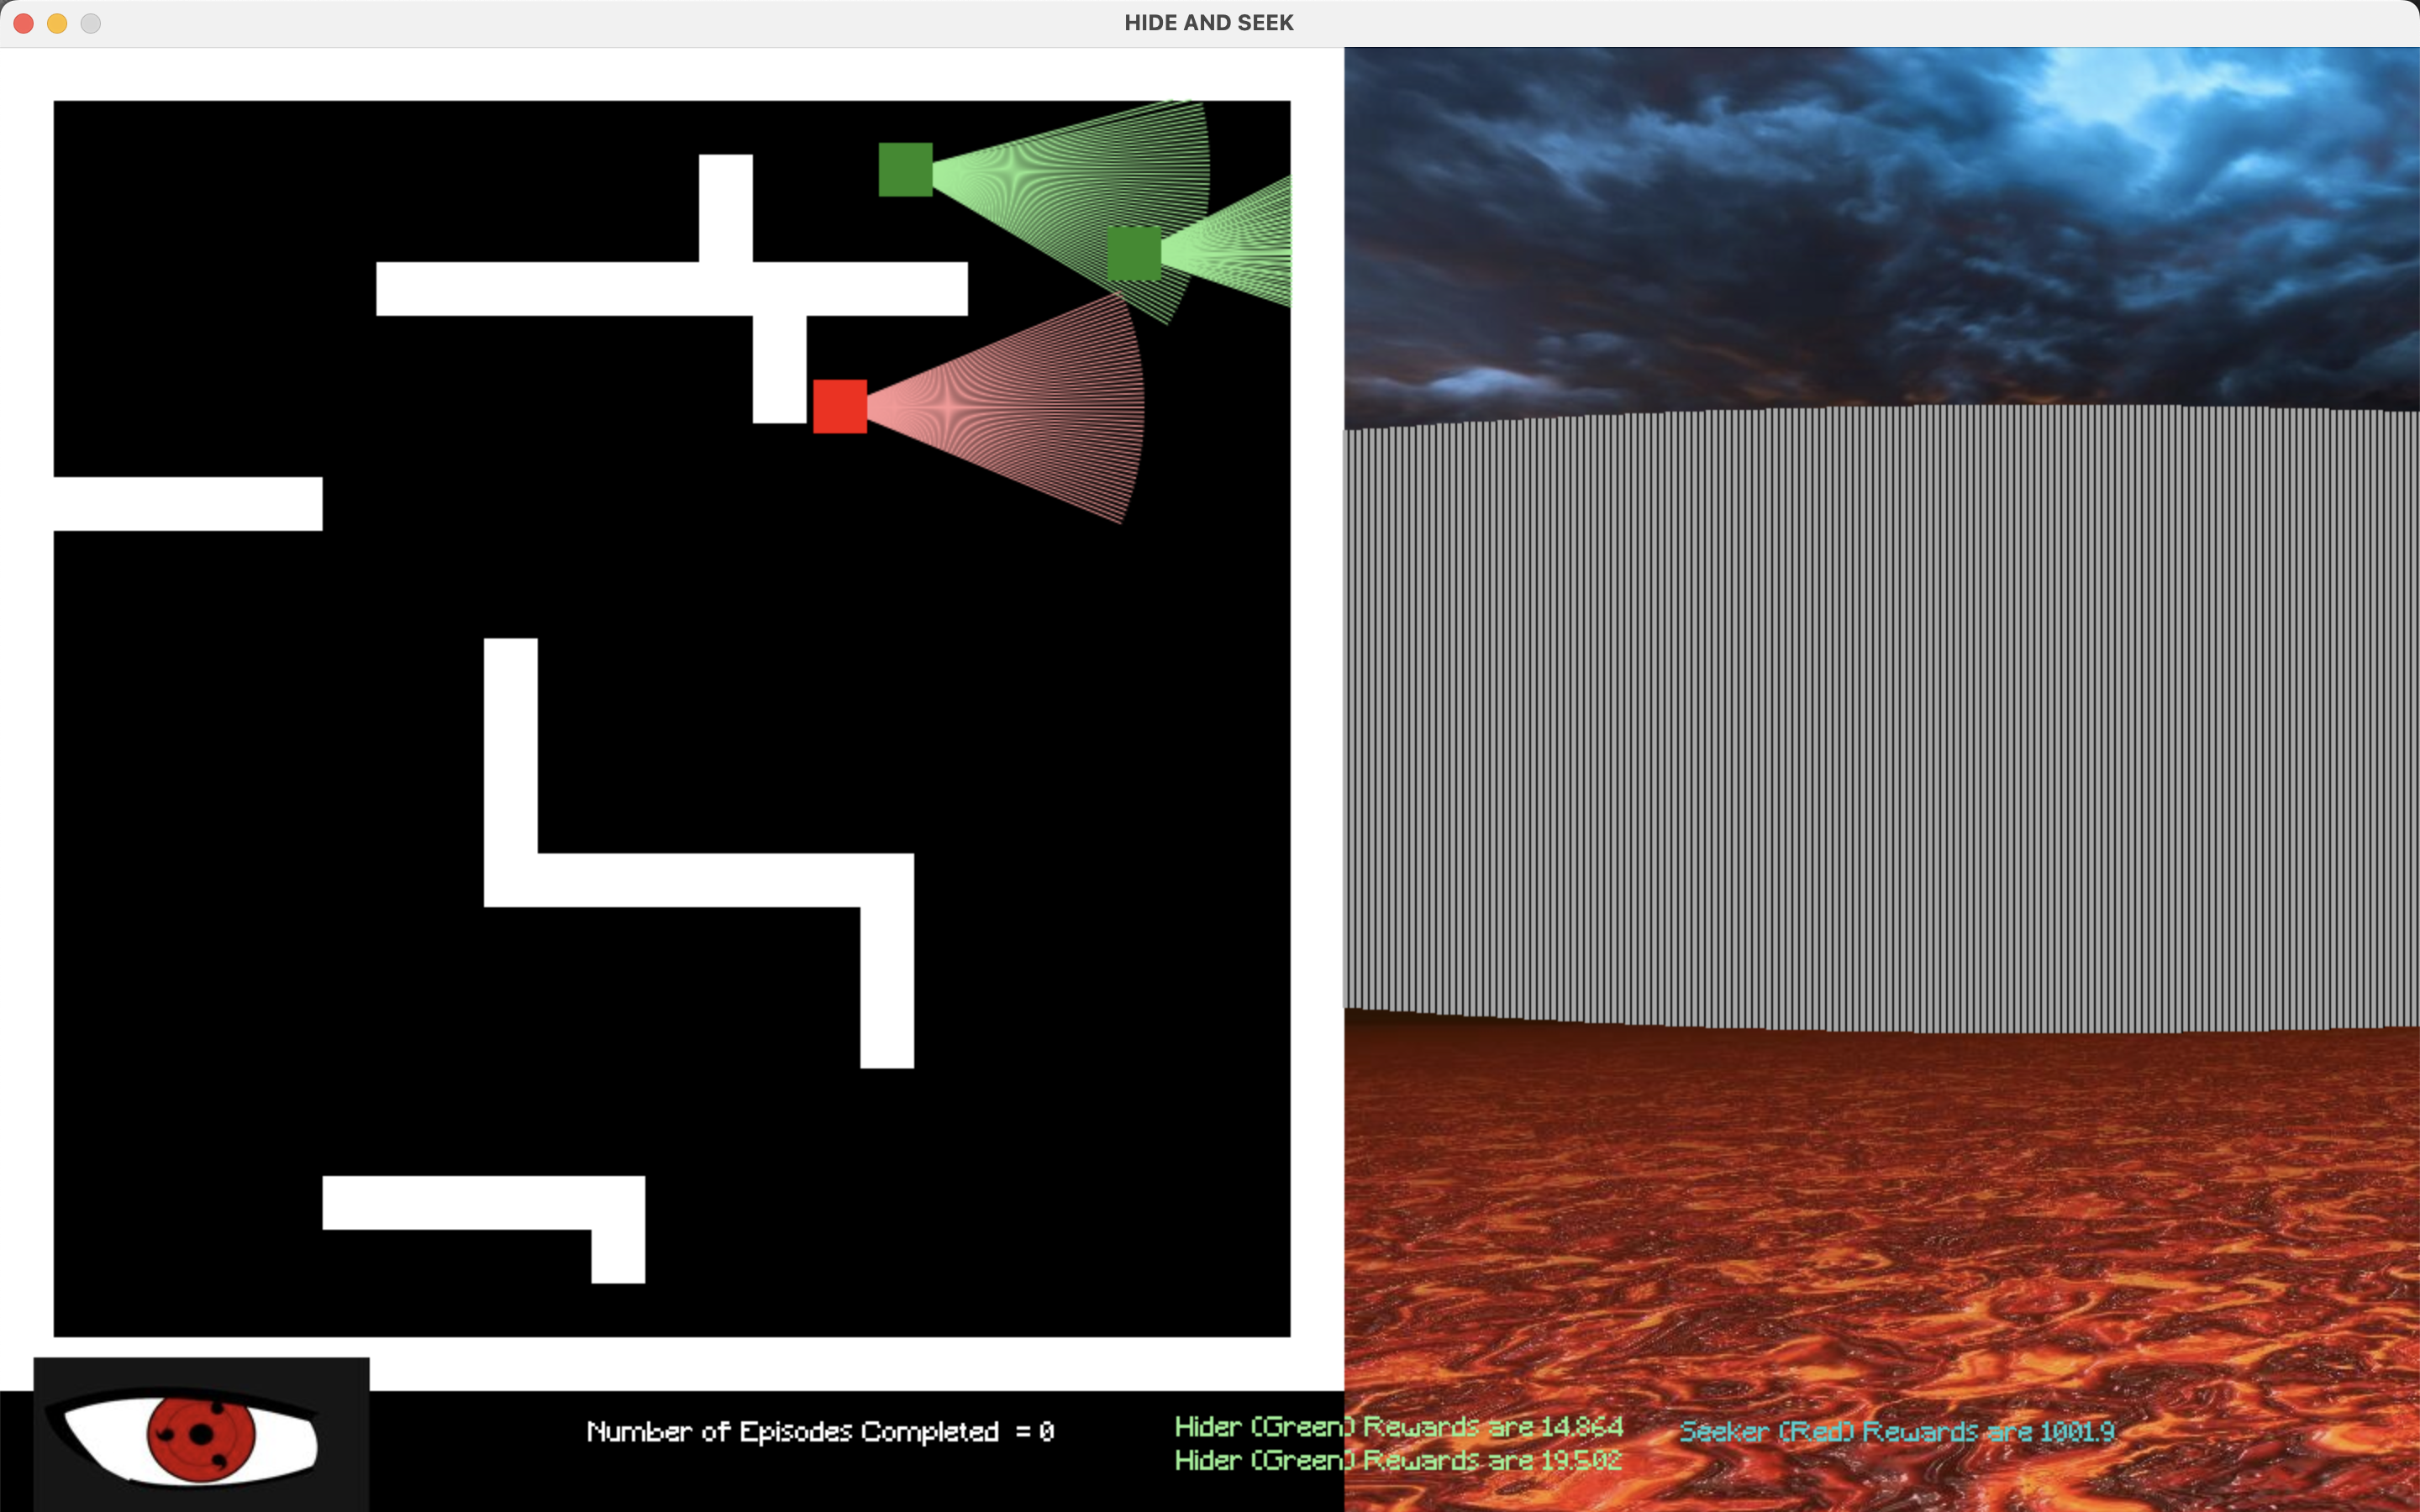 HIDE AND SEEK
Number of Episodes Completed = 0
Hider (Green) Rewards are 14.864
Hider (Green) Rewards are 19.502
Seeker (Red) Rewards are 1001.9